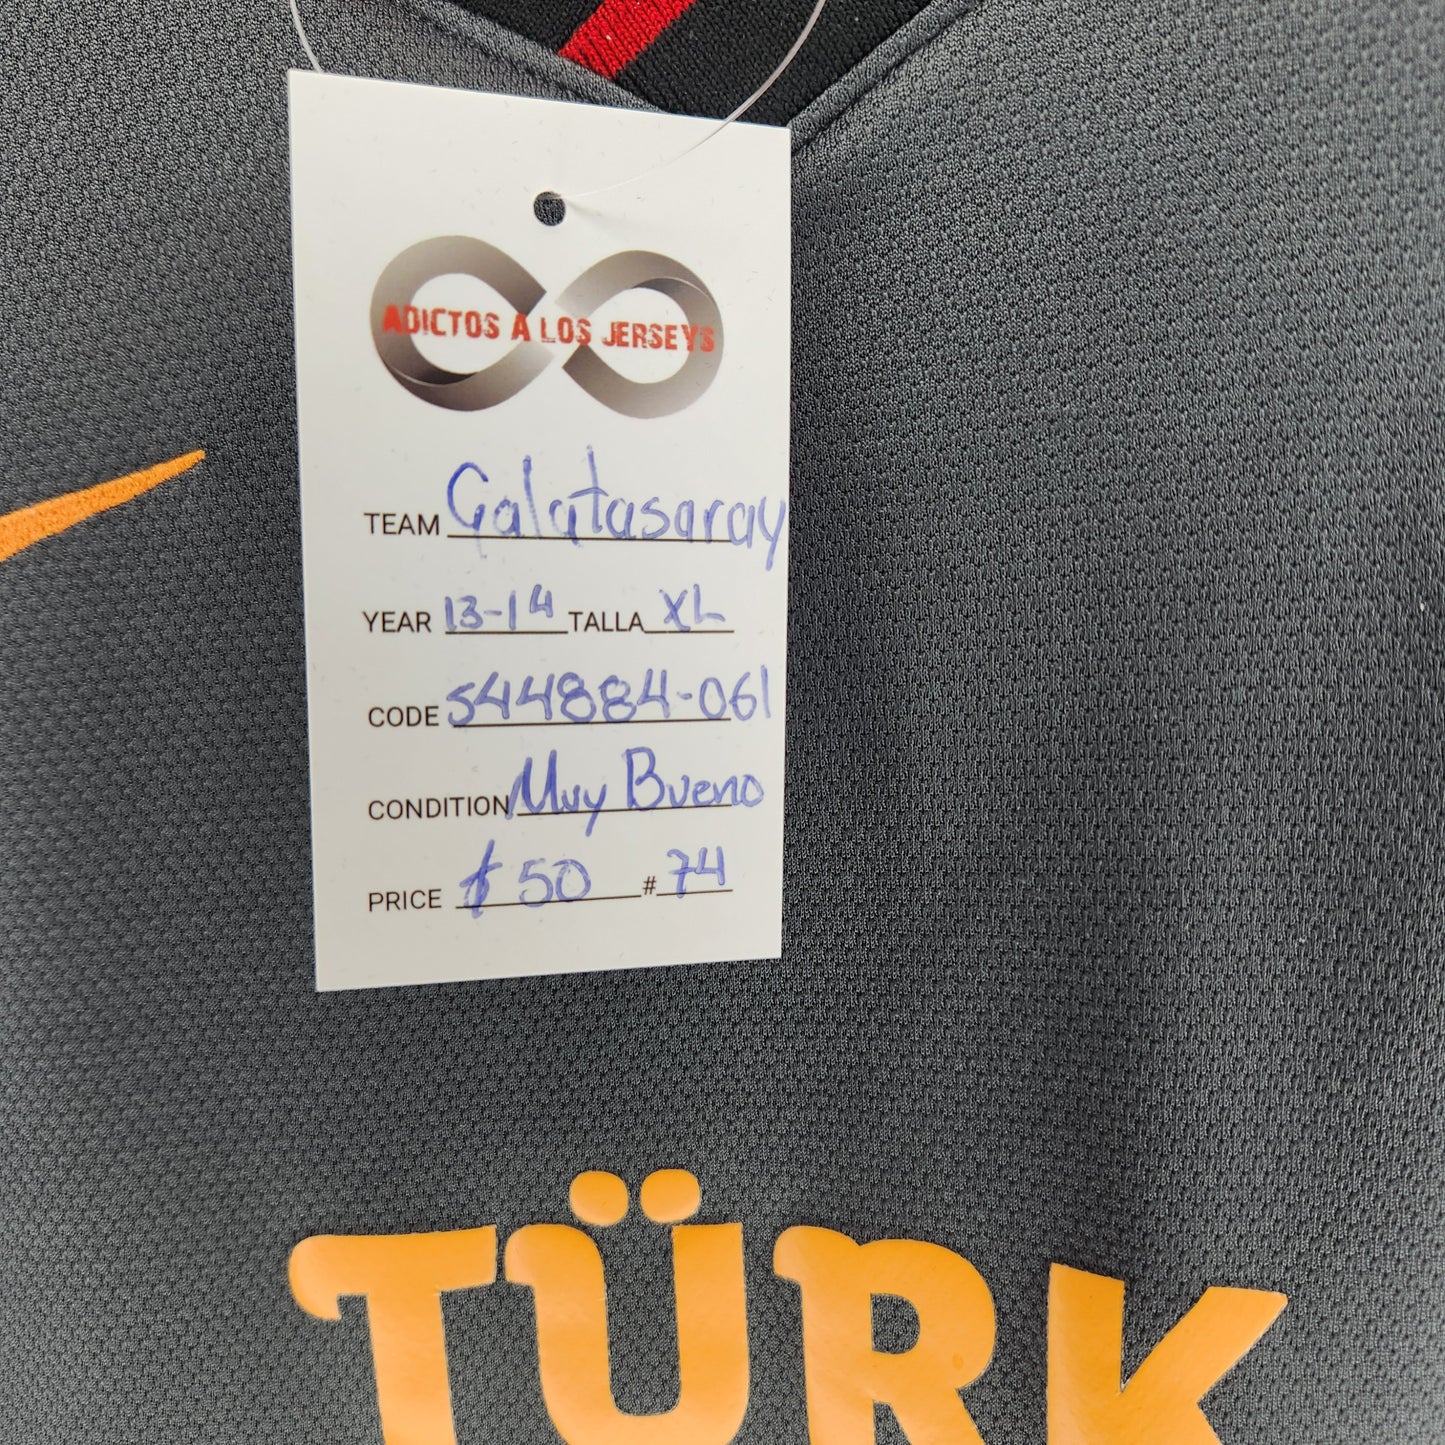 ADICTOS A LOS JERSEYS
TEAM Galatasaray
YEAR 13-14 TALLA XL
CODE 544884-061
CONDITION Muy Bueno
PRICE $ 50 # 74
TÜRK